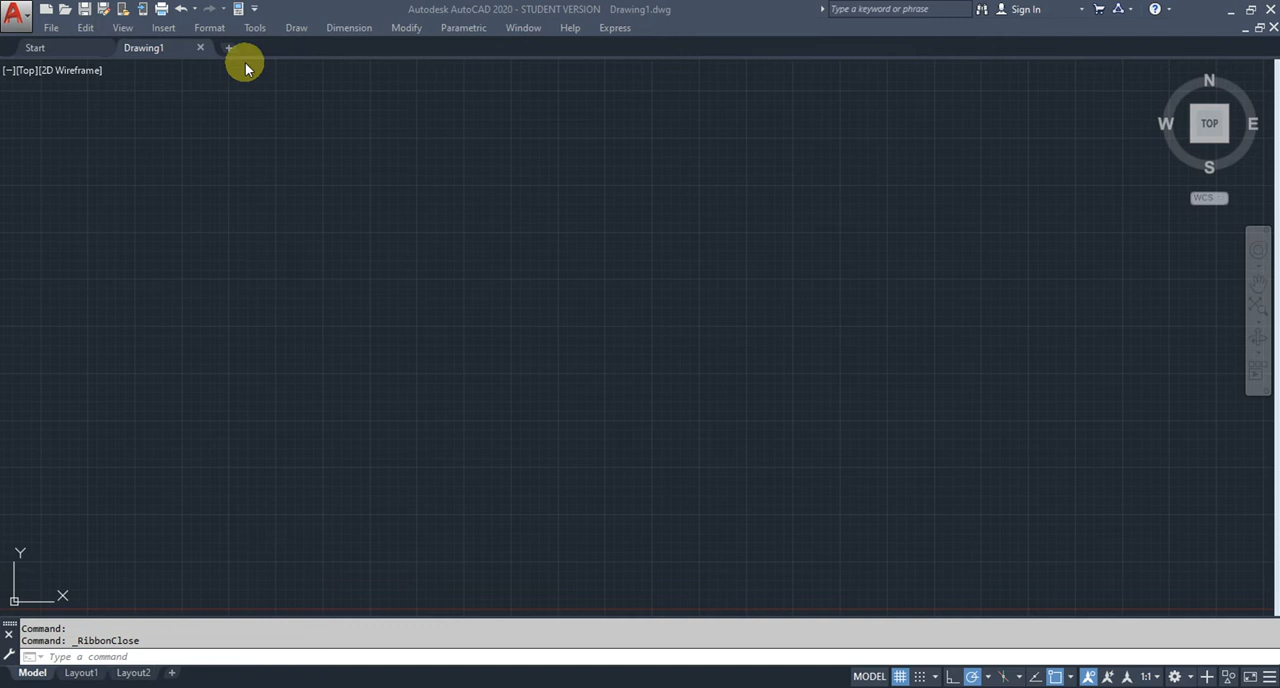 Autodesk AutoCAD 2020 - STUDENT VERSION Drawing1.dwg
Type a keyword or phrase
Sign In
File Edit View Insert Format Tools Draw Dimension Modify Parametric Window Help Express
Start Drawing1
[−][Top][2D Wireframe]
N
W TOP E
S
WCS
Y
X
Command:
Command: _RibbonClose
Type a command
Model Layout1 Layout2 MODEL 1:1